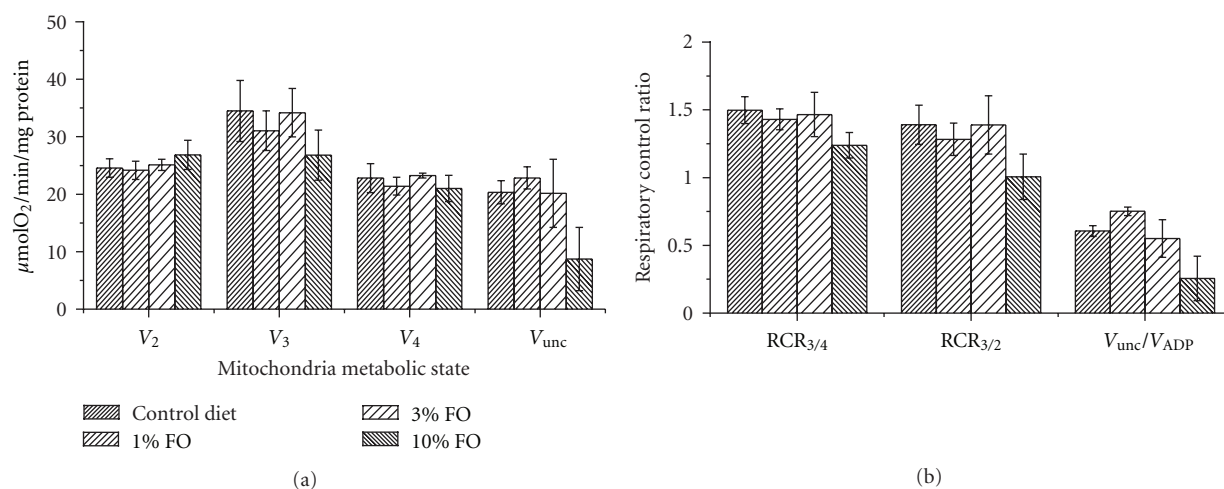 50
40
30
20
10
0
μmolO₂/min/mg protein
V₂
V₃
V₄
Vunc
Mitochondria metabolic state
Control diet
1% FO
3% FO
10% FO
(a)
2
1.5
1
0.5
0
Respiratory control ratio
RCR₃/₄
RCR₃/₂
Vunc/VADP
(b)